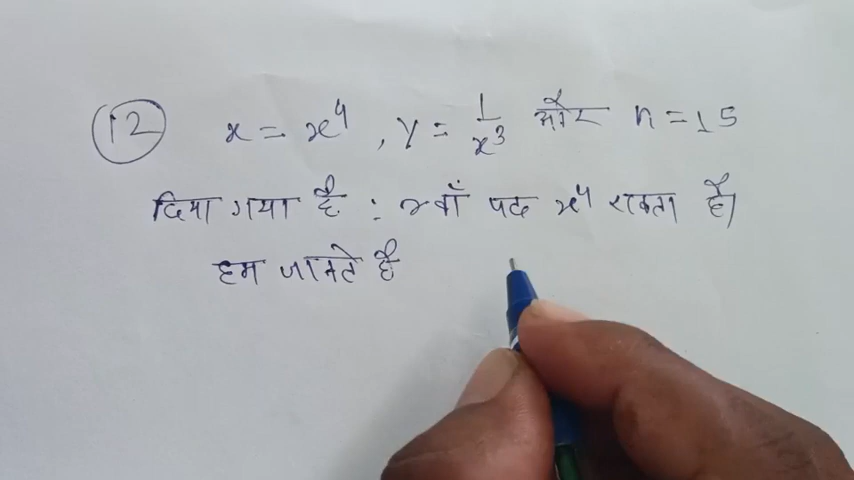 (12) x = x⁴ , y = 1/x³ और n = 15
दिया गया है : rवाँ पद x⁴ रखता है।
हम जानते है